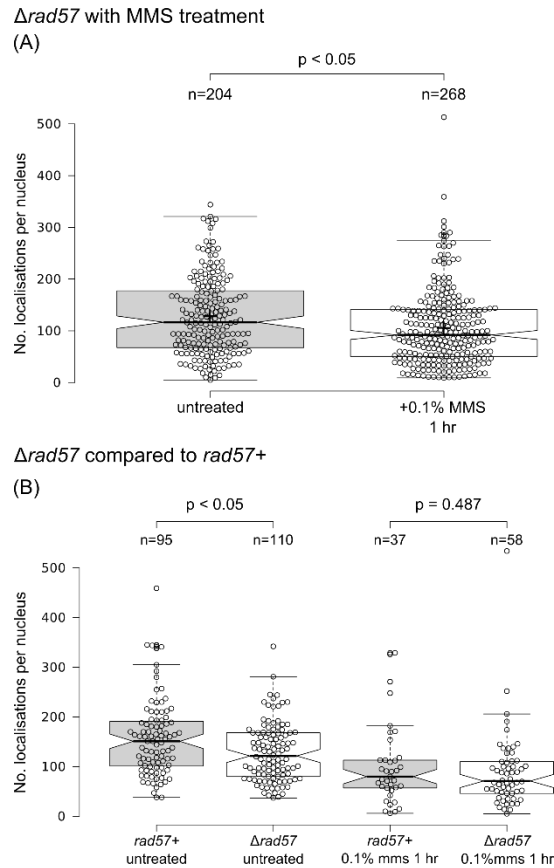 Δrad57 with MMS treatment
(A)
p < 0.05
n=204 n=268
500
400
300
200
100
0
No. localisations per nucleus
untreated +0.1% MMS
1 hr
Δrad57 compared to rad57+
(B)
p < 0.05 p = 0.487
n=95 n=110 n=37 n=58
500
400
300
200
100
0
No. localisations per nucleus
rad57+ Δrad57 rad57+ Δrad57
untreated untreated 0.1% mms 1 hr 0.1%mms 1 hr